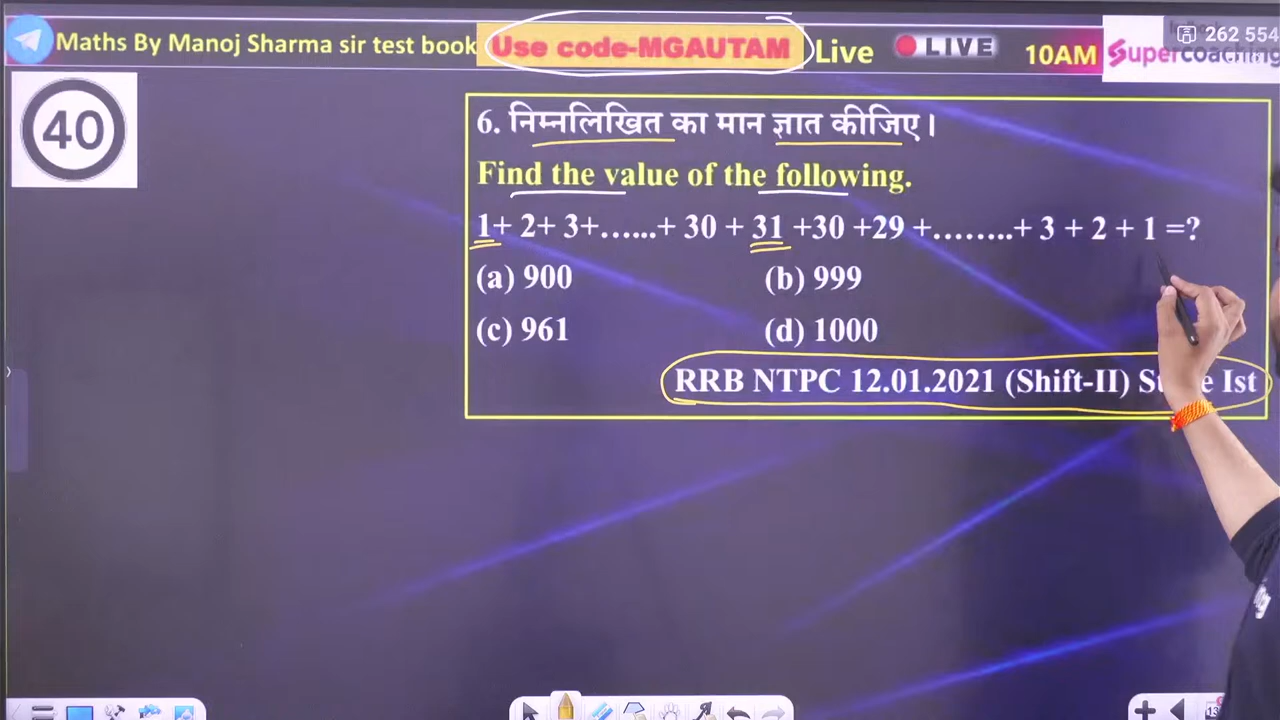 Maths By Manoj Sharma sir test book Use code-MGAUTAM Live LIVE 10AM Supercoaching
262 554
40
6. निम्नलिखित का मान ज्ञात कीजिए।
Find the value of the following.
1+ 2+ 3+…...+ 30 + 31 +30 +29 +……..+ 3 + 2 + 1 =?
(a) 900 (b) 999
(c) 961 (d) 1000
RRB NTPC 12.01.2021 (Shift-II) Ist